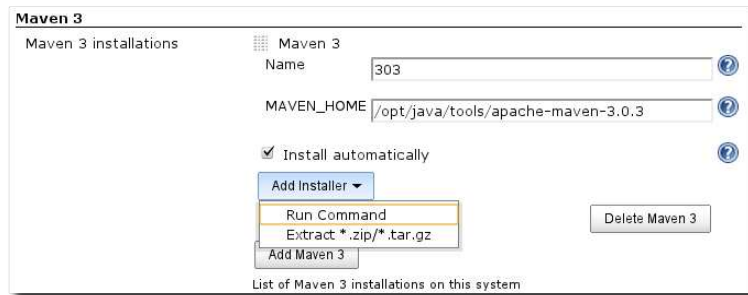 Maven 3
Maven 3 installations
Maven 3
Name
303
MAVEN_HOME
/opt/java/tools/apache-maven-3.0.3
Install automatically
Add Installer
Run Command
Extract *.zip/*.tar.gz
Delete Maven 3
Add Maven 3
List of Maven 3 installations on this system